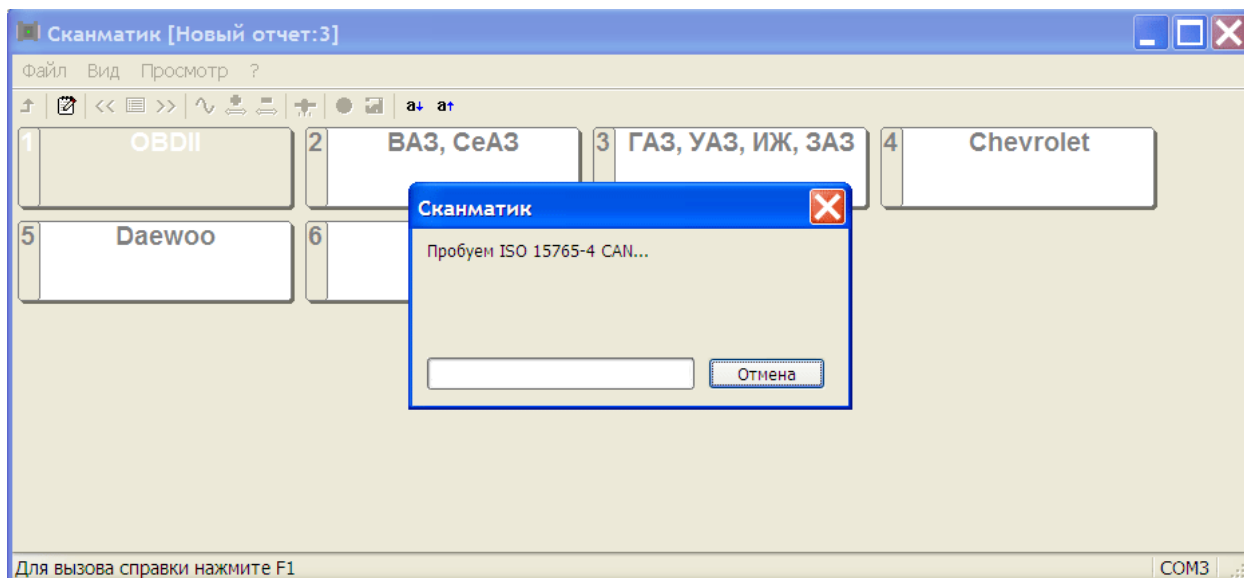 Сканматик [Новый отчет:3]
Файл Вид Просмотр ?
<< >> a↓ a↑
1 OBDII 2 ВАЗ, СеАЗ 3 ГАЗ, УАЗ, ИЖ, ЗАЗ 4 Chevrolet
Сканматик
5 Daewoo 6
Пробуем ISO 15765-4 CAN...
Отмена
Для вызова справки нажмите F1 COM3